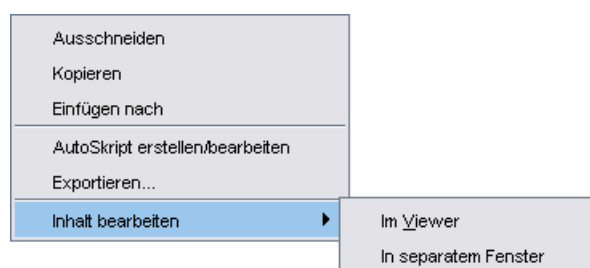 Ausschneiden
Kopieren
Einfügen nach
AutoSkript erstellen/bearbeiten
Exportieren...
Inhalt bearbeiten
Im Viewer
In separatem Fenster